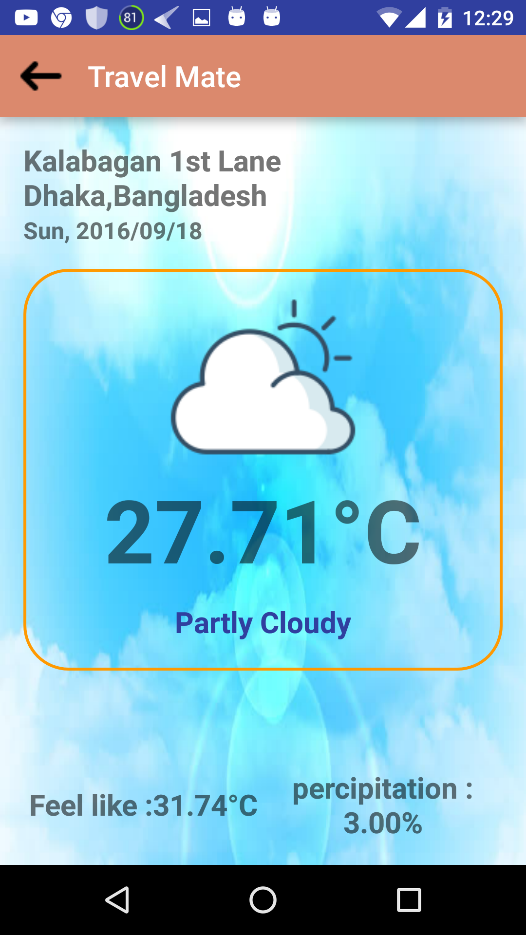 81
12:29
Travel Mate
Kalabagan 1st Lane
Dhaka,Bangladesh
Sun, 2016/09/18
27.71°C
Partly Cloudy
Feel like :31.74°C
percipitation :
3.00%